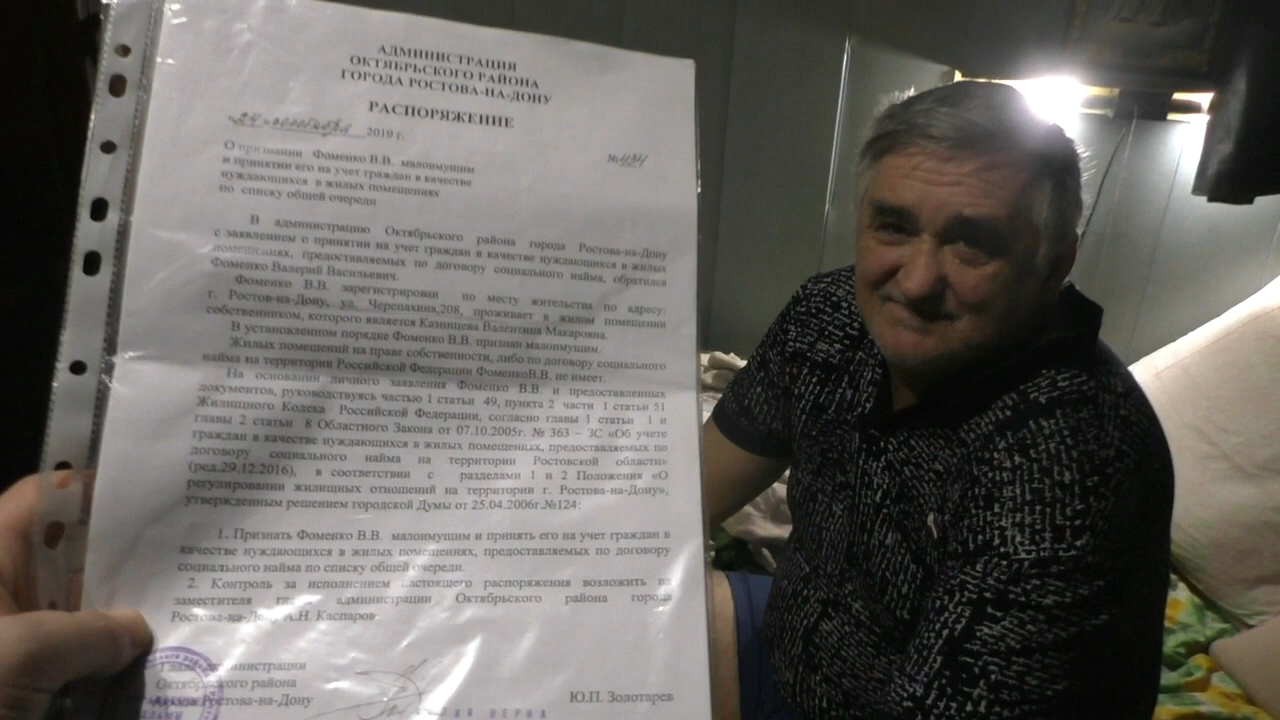 АДМИНИСТРАЦИЯ
ОКТЯБРЬСКОГО РАЙОНА
ГОРОДА РОСТОВА-НА-ДОНУ
РАСПОРЯЖЕНИЕ
2019 г.
О признании Фоменко В.В. малоимущим
и принятии его на учет граждан в качестве
нуждающихся в жилых помещениях
по списку общей очереди
В администрацию Октябрьского района города Ростова-на-Дону
с заявлением о принятии на учет граждан в качестве нуждающихся в жилых
помещениях, предоставляемых по договору социального найма, обратился
Фоменко Валерий Васильевич.
Фоменко В.В. зарегистрирован по месту жительства по адресу:
г. Ростов-на-Дону, ул. Черепахина,208, проживает в жилом помещении
собственником, которого является Казинцева Валентина Макаровна.
В установленном порядке Фоменко В.В. признан малоимущим.
Жилых помещений на праве собственности, либо по договору социального
найма на территории Российской Федерации ФоменкоВ.В. не имеет.
На основании личного заявления Фоменко В.В. и предоставленных
документов, руководствуясь частью 1 статьи 49, пункта 2 части 1 статьи 51
Жилищного Кодека Российской Федерации, согласно главы 1 статьи 1 и
главы 2 статьи 8 Областного Закона от 07.10.2005г. № 363 – ЗС «Об учете
граждан в качестве нуждающихся в жилых помещениях, предоставляемых по
договору социального найма на территории Ростовской области»
(ред.29.12.2016), в соответствии с разделами 1 и 2 Положения «О
регулировании жилищных отношений на территории г. Ростова-на-Дону»,
утвержденным решением городской Думы от 25.04.2006г.№124:
1. Признать Фоменко В.В. малоимущим и принять его на учет граждан в
качестве нуждающихся в жилых помещениях, предоставляемых по договору
социального найма по списку общей очереди.
2. Контроль за исполнением настоящего распоряжения возложить на
заместителя администрации Октябрьского района города
Ростова-на-Дону А.Н. Каспаров.
Глава администрации
Октябрьского района
города Ростова-на-Дону Ю.П. Золотарев
ВЕРНА